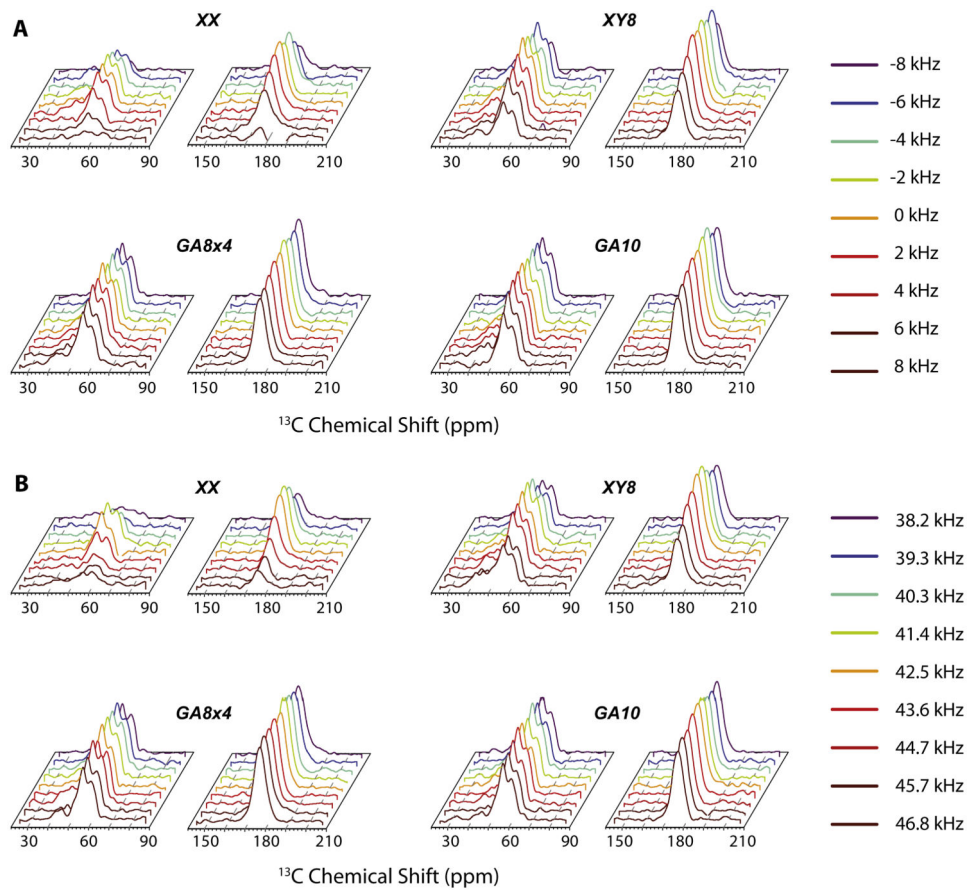 A
XX
XY8
30 60 90 150 180 210 30 60 90 150 180 210
GA8x4
GA10
30 60 90 150 180 210 30 60 90 150 180 210
13C Chemical Shift (ppm)
-8 kHz
-6 kHz
-4 kHz
-2 kHz
0 kHz
2 kHz
4 kHz
6 kHz
8 kHz
B
XX
XY8
30 60 90 150 180 210 30 60 90 150 180 210
GA8x4
GA10
30 60 90 150 180 210 30 60 90 150 180 210
13C Chemical Shift (ppm)
38.2 kHz
39.3 kHz
40.3 kHz
41.4 kHz
42.5 kHz
43.6 kHz
44.7 kHz
45.7 kHz
46.8 kHz